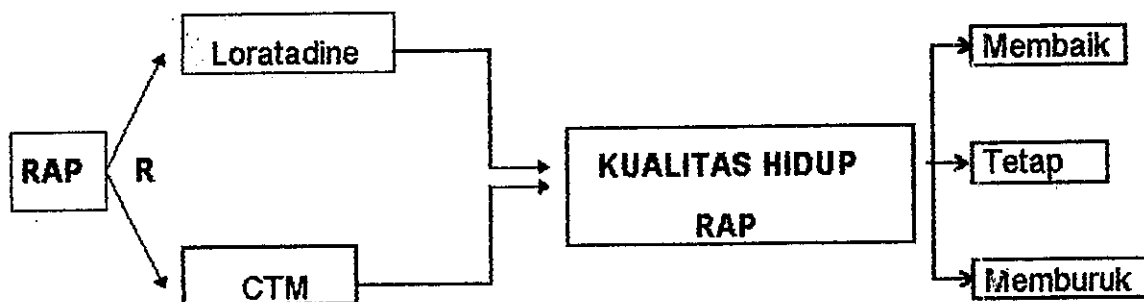 Loratadine
RAP
R
CTM
KUALITAS HIDUP
RAP
Membaik
Tetap
Memburuk